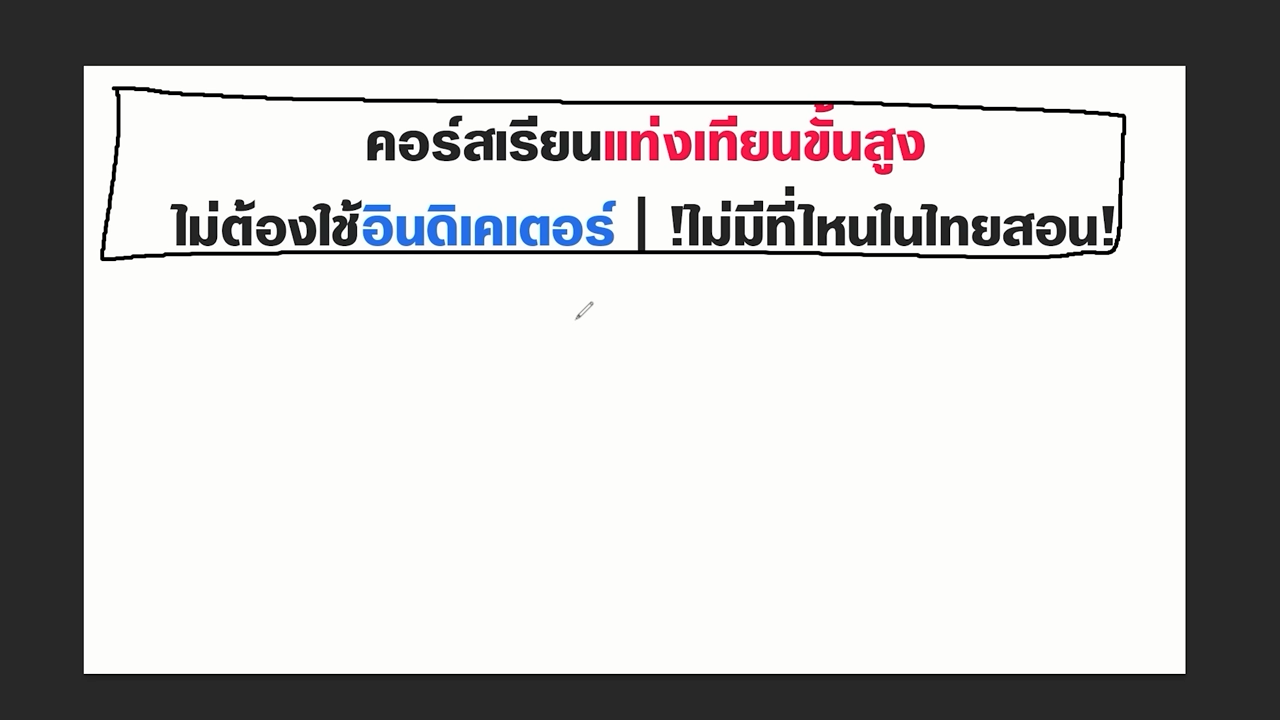 คอร์สเรียนแท่งเทียนขั้นสูง
ไม่ต้องใช้อินดิเคเตอร์ | !ไม่มีที่ไหนในไทยสอน!